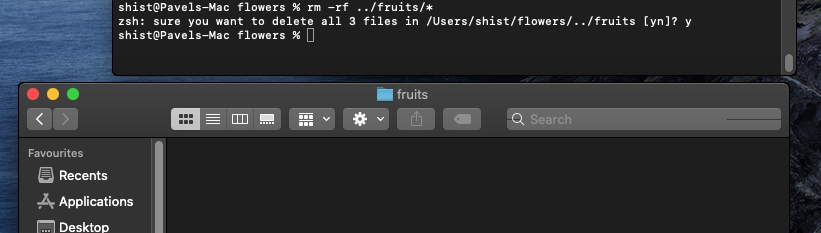 shist@Pavels-Mac flowers % rm -rf ../fruits/*
zsh: sure you want to delete all 3 files in /Users/shist/flowers/../fruits [yn]? y
shist@Pavels-Mac flowers %
fruits
Search
Favourites
Recents
Applications
Desktop